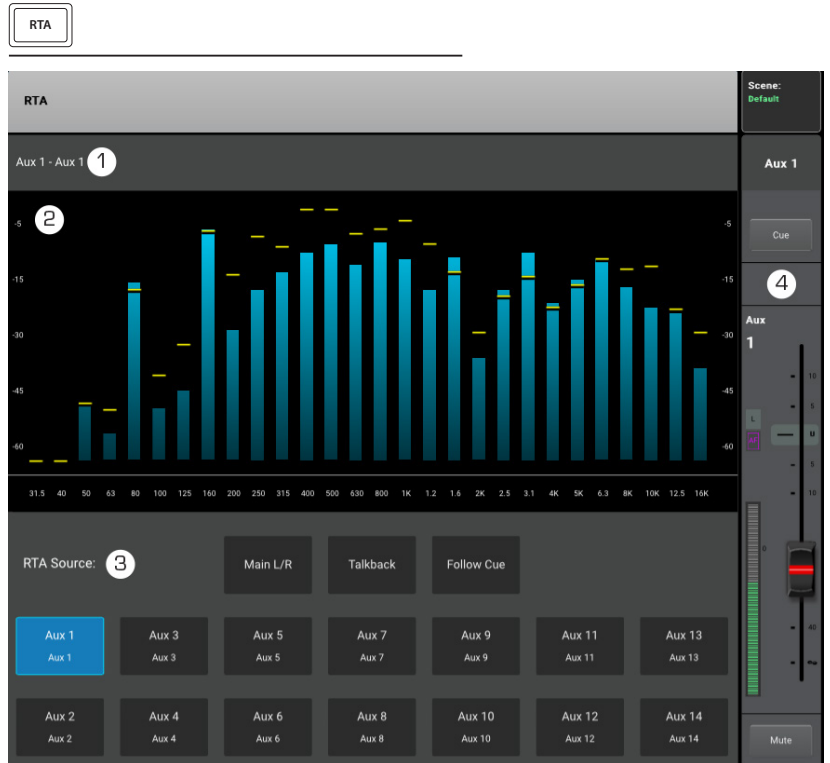 RTA
RTA
Scene:
Default
Aux 1 - Aux 1 1
Aux 1
2
-5 -5
Cue
-15 -15
4
Aux
1
-30 -30
10
-45 -45
5
L
U
M
-60 -60
5
31.5 40 50 63 80 100 125 160 200 250 315 400 500 630 800 1K 1.2 1.6 2K 2.5 3.1 4K 5K 6.3 8K 10K 12.5 16K
10
0
RTA Source: 3 Main L/R Talkback Follow Cue
Aux 1 Aux 3 Aux 5 Aux 7 Aux 9 Aux 11 Aux 13
40
Aux 1 Aux 3 Aux 5 Aux 7 Aux 9 Aux 11 Aux 13
-∞
Aux 2 Aux 4 Aux 6 Aux 8 Aux 10 Aux 12 Aux 14
Aux 2 Aux 4 Aux 6 Aux 8 Aux 10 Aux 12 Aux 14
Mute